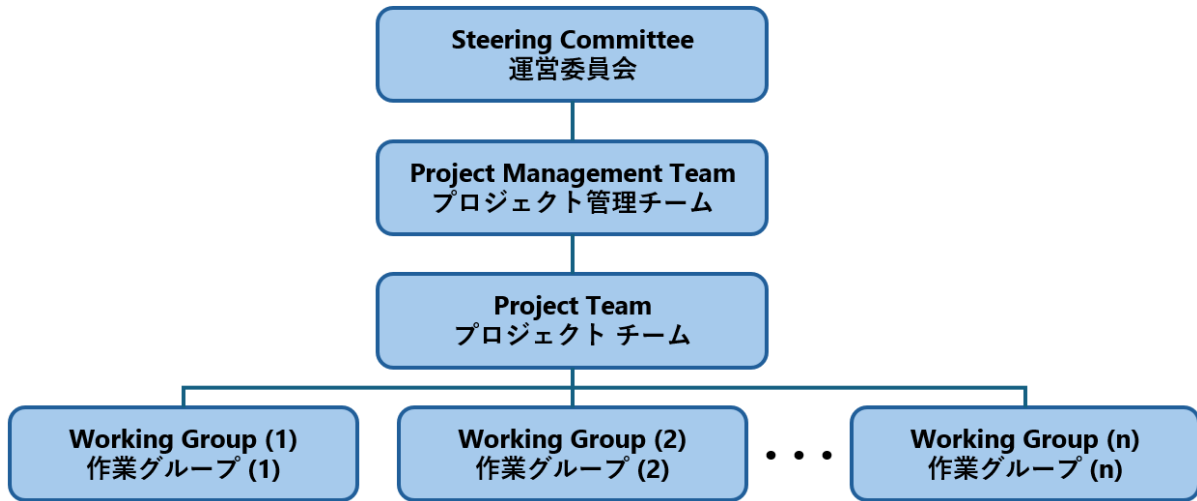 Steering Committee
運営委員会
Project Management Team
プロジェクト管理チーム
Project Team
プロジェクト チーム
Working Group (1)
作業グループ (1)
Working Group (2)
作業グループ (2)
• • •
Working Group (n)
作業グループ (n)